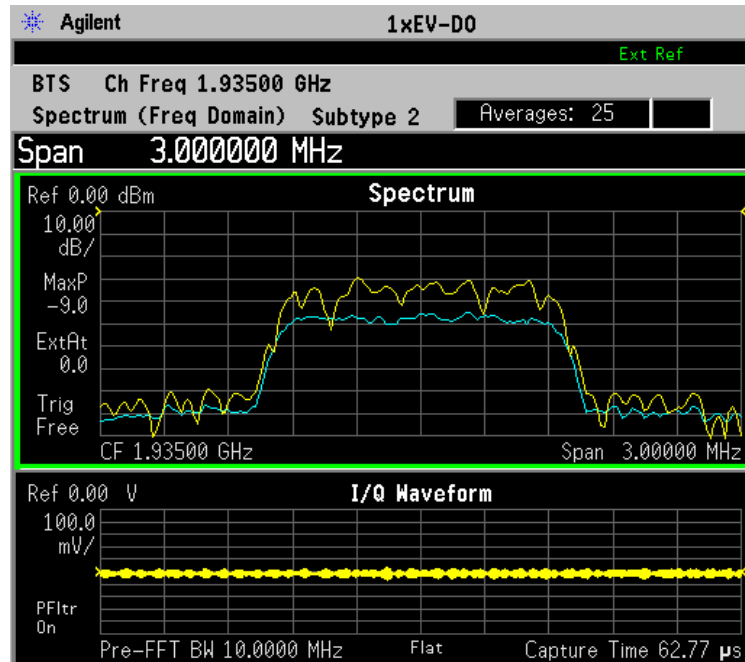 Agilent 1xEV-DO
Ext Ref
BTS Ch Freq 1.93500 GHz
Spectrum (Freq Domain) Subtype 2 Averages: 25
Span 3.000000 MHz
Ref 0.00 dBm Spectrum
10.00
dB/
MaxP
-9.0
ExtAt
0.0
Trig
Free
CF 1.93500 GHz Span 3.00000 MHz
Ref 0.00 V I/Q Waveform
100.0
mV/
PFltr
On
Pre-FFT BW 10.0000 MHz Flat Capture Time 62.77 µs